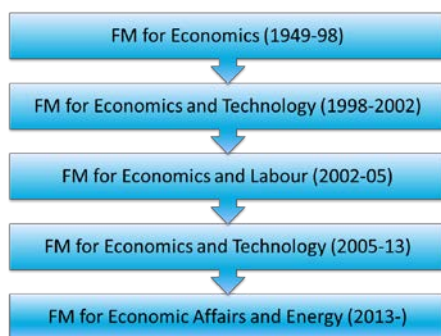 FM for Economics (1949-98)
FM for Economics and Technology (1998-2002)
FM for Economics and Labour (2002-05)
FM for Economics and Technology (2005-13)
FM for Economic Affairs and Energy (2013-)